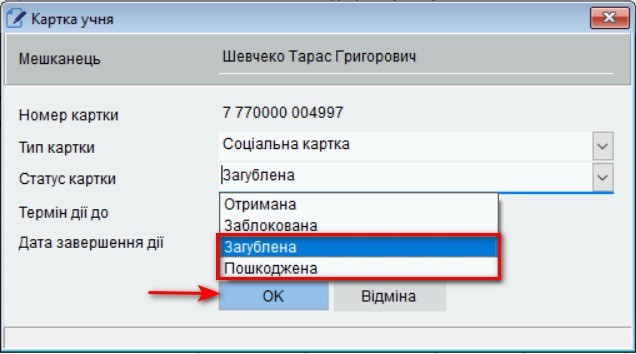 Картка учня
Мешканець Шевчеко Тарас Григорович
Номер картки 7 770000 004997
Тип картки Соціальна картка
Статус картки Загублена
Термін дії до Отримана
Заблокована
Дата завершення дії Загублена
Пошкоджена
OK Відміна